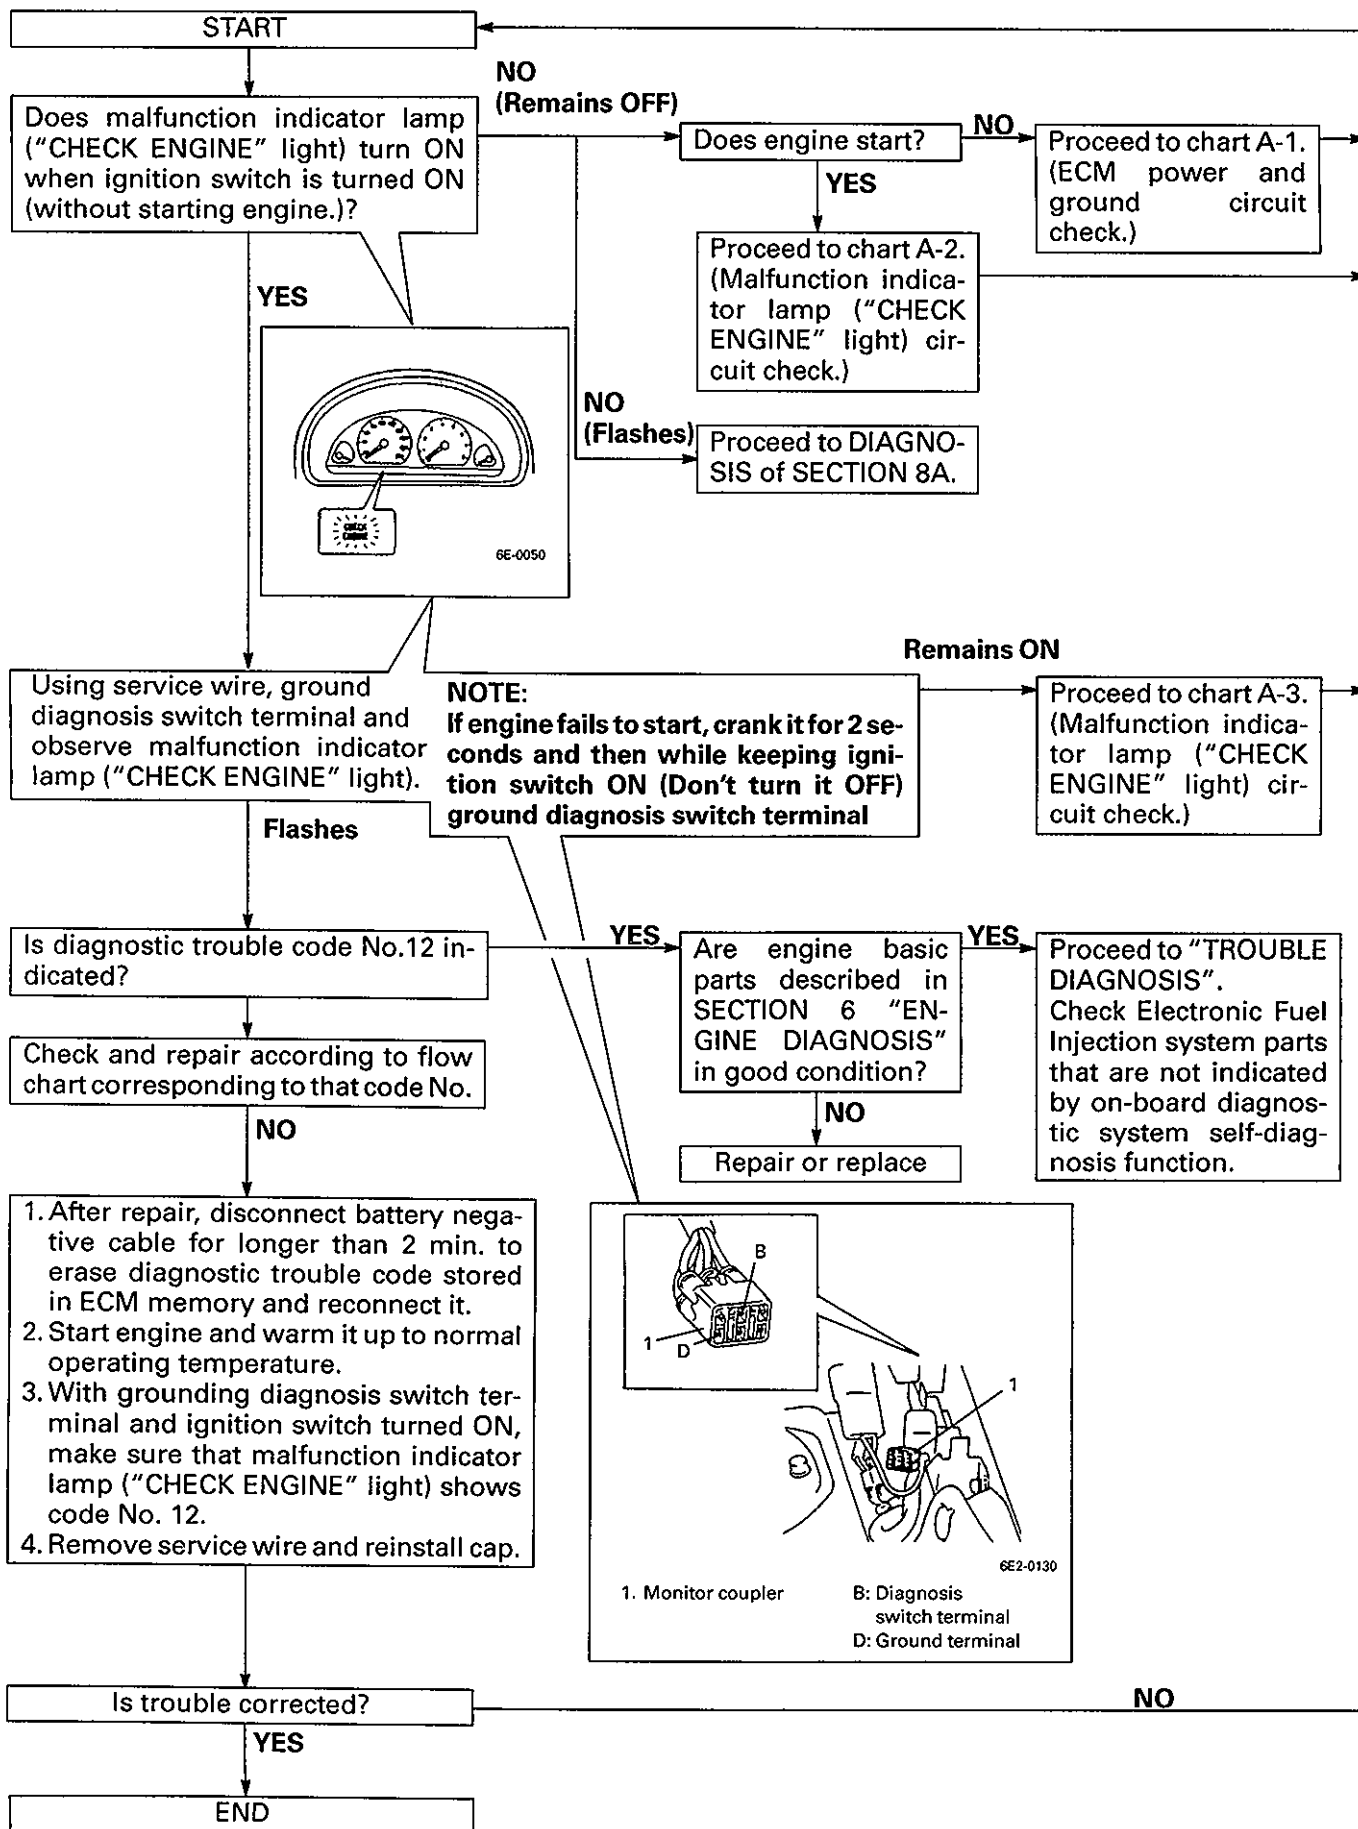 START
NO
(Remains OFF)
Does malfunction indicator lamp
("CHECK ENGINE" light) turn ON
when ignition switch is turned ON
(without starting engine.)?
Does engine start?
NO
Proceed to chart A-1.
(ECM power and
ground circuit
check.)
YES
Proceed to chart A-2.
(Malfunction indica-
tor lamp ("CHECK
ENGINE" light) cir-
cuit check.)
YES
NO
(Flashes)
Proceed to DIAGNO-
SIS of SECTION 8A.
CHECK
ENGINE
6E-0050
Remains ON
Using service wire, ground
diagnosis switch terminal and
observe malfunction indicator
lamp ("CHECK ENGINE" light).
NOTE:
If engine fails to start, crank it for 2 se-
conds and then while keeping igni-
tion switch ON (Don't turn it OFF)
ground diagnosis switch terminal
Proceed to chart A-3.
(Malfunction indica-
tor lamp ("CHECK
ENGINE" light) cir-
cuit check.)
Flashes
Is diagnostic trouble code No.12 in-
dicated?
YES
Are engine basic
parts described in
SECTION 6 "EN-
GINE DIAGNOSIS"
in good condition?
YES
Proceed to "TROUBLE
DIAGNOSIS".
Check Electronic Fuel
Injection system parts
that are not indicated
by on-board diagnos-
tic system self-diag-
nosis function.
Check and repair according to flow
chart corresponding to that code No.
NO
NO
Repair or replace
1. After repair, disconnect battery nega-
tive cable for longer than 2 min. to
erase diagnostic trouble code stored
in ECM memory and reconnect it.
2. Start engine and warm it up to normal
operating temperature.
3. With grounding diagnosis switch ter-
minal and ignition switch turned ON,
make sure that malfunction indicator
lamp ("CHECK ENGINE" light) shows
code No. 12.
4. Remove service wire and reinstall cap.
B
1
D
1
6E2-0130
1. Monitor coupler
B: Diagnosis
switch terminal
D: Ground terminal
Is trouble corrected?
NO
YES
END